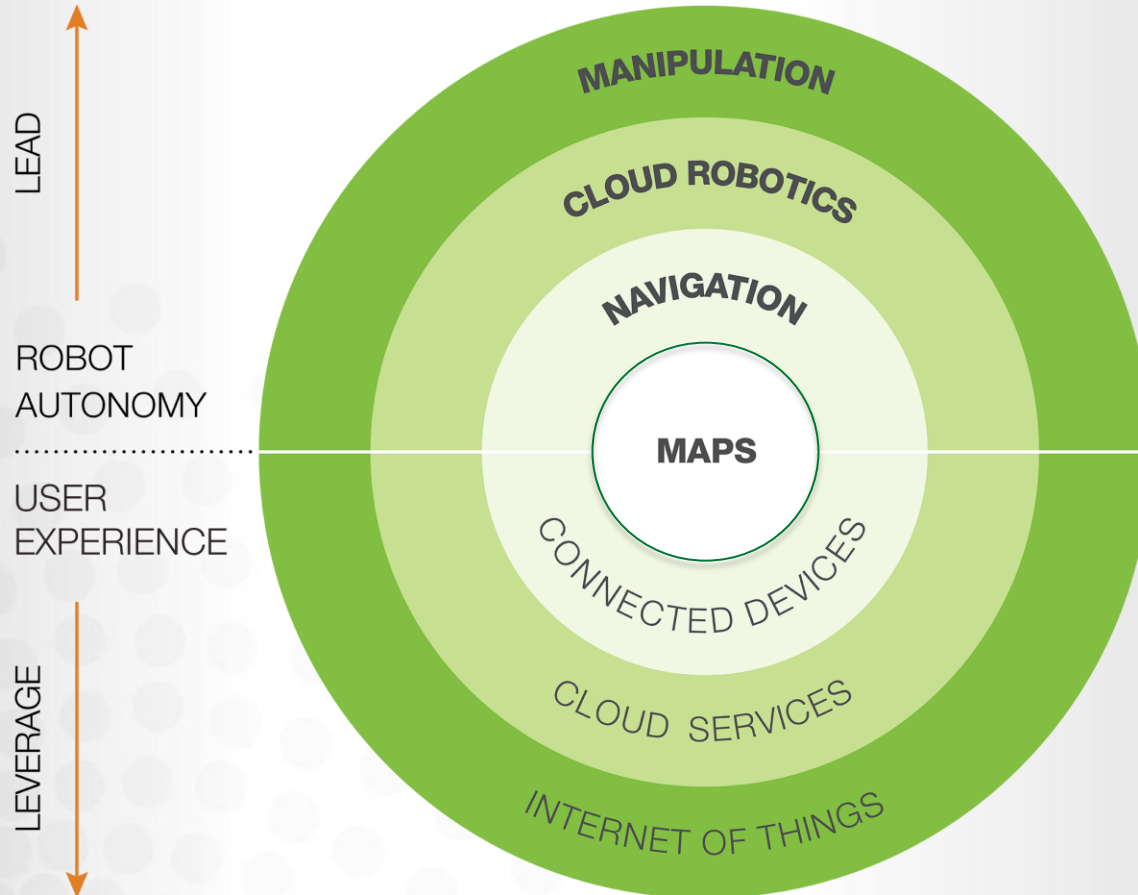 LEAD
MANIPULATION
CLOUD ROBOTICS
NAVIGATION
ROBOT
AUTONOMY
MAPS
USER
EXPERIENCE
CONNECTED DEVICES
LEVERAGE
CLOUD SERVICES
INTERNET OF THINGS